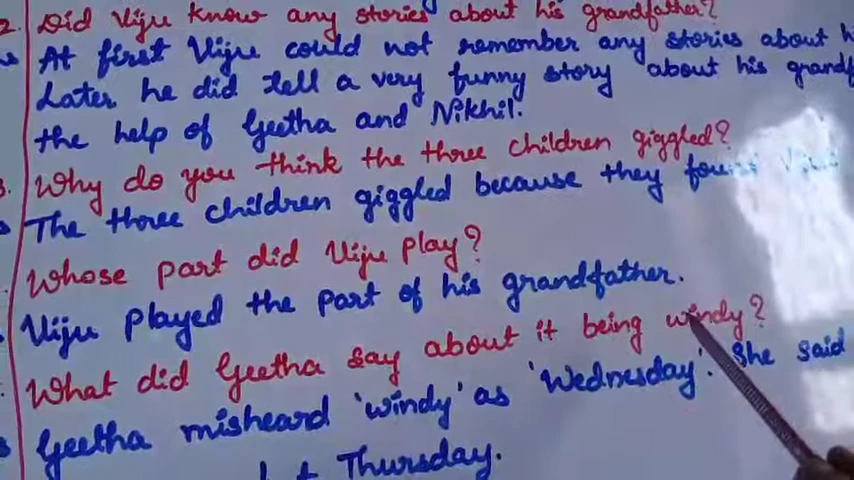 2. Did Viju know any stories about his grandfather?
At first Viju could not remember any stories about
Later he did tell a very funny story about his
the help of Geetha and Nikhil.
Why do you think the three children giggled?
The three children giggled because they found
Whose part did Viju play?
Viju played the part of his grandfather.
What did Geetha say about it being windy?
Geetha misheard 'windy' as 'Wednesday'. She said
Thursday.